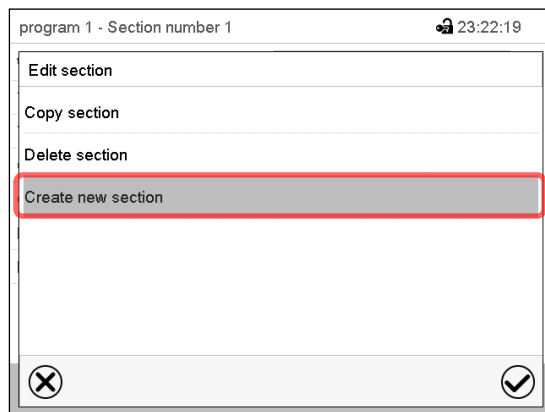 program 1 - Section number 1 23:22:19
Edit section
Copy section
Delete section
Create new section